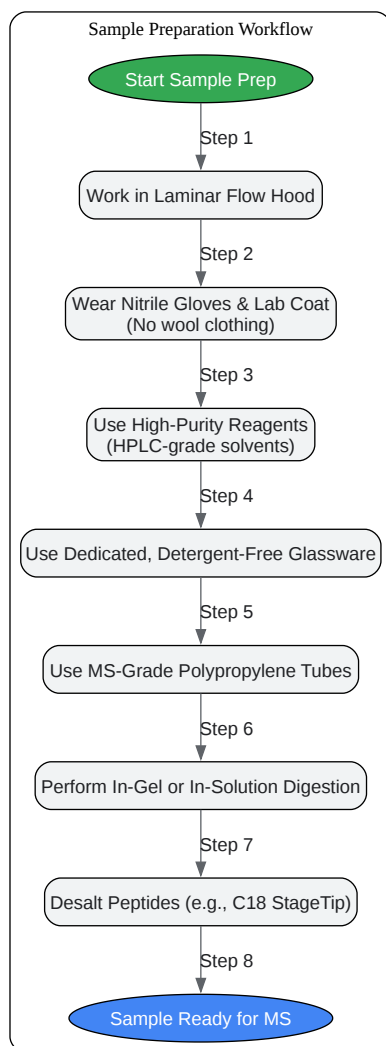 Sample Preparation Workflow
Start Sample Prep
Step 1
Work in Laminar Flow Hood
Step 2
Wear Nitrile Gloves & Lab Coat
(No wool clothing)
Step 3
Use High-Purity Reagents
(HPLC-grade solvents)
Step 4
Use Dedicated, Detergent-Free Glassware
Step 5
Use MS-Grade Polypropylene Tubes
Step 6
Perform In-Gel or In-Solution Digestion
Step 7
Desalt Peptides (e.g., C18 StageTip)
Step 8
Sample Ready for MS